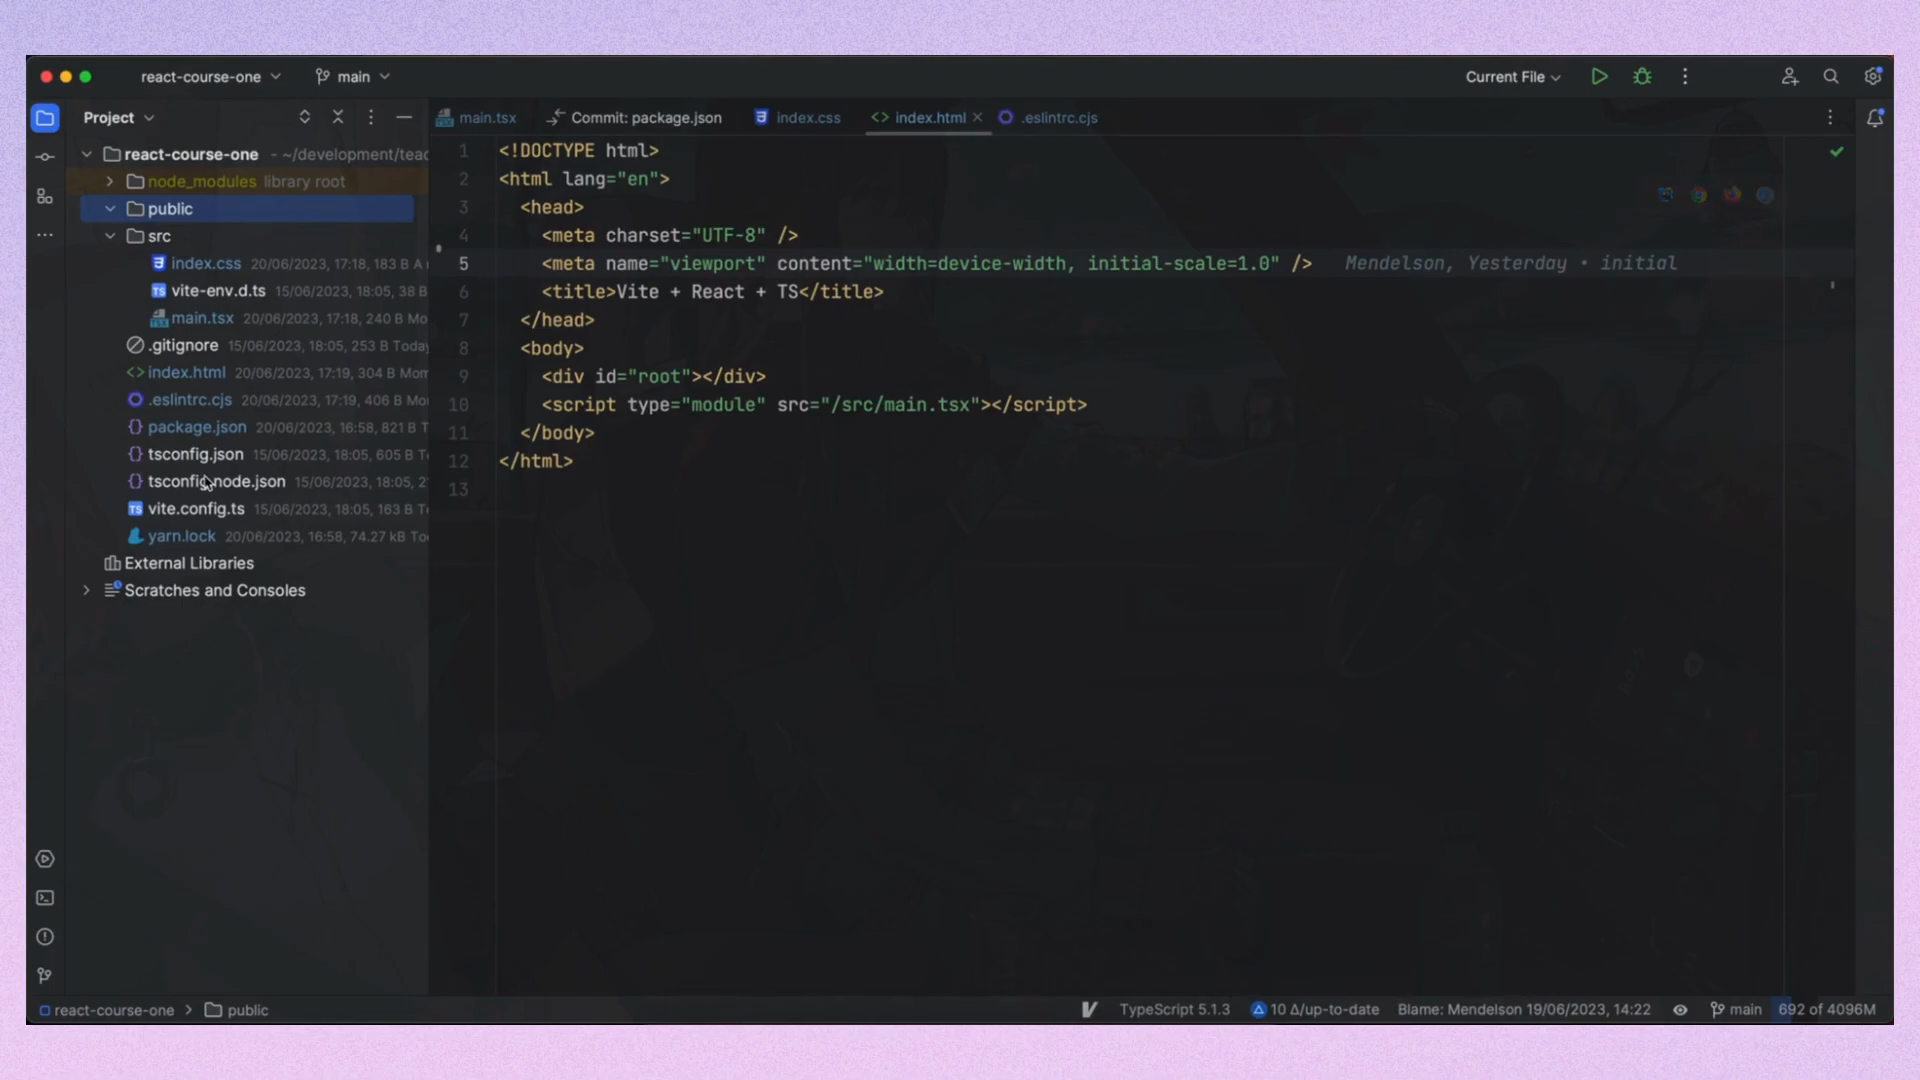 react-course-one main Current File
Project main.tsx Commit: package.json index.css index.html .eslintrc.cjs
react-course-one - ~/development/teac
node_modules library root
public
src
index.css 20/06/2023, 17:18, 183 B A
vite-env.d.ts 15/06/2023, 18:05, 38 B
TS
main.tsx 20/06/2023, 17:18, 240 B Mo
.gitignore 15/06/2023, 18:05, 253 B Today
index.html 20/06/2023, 17:19, 304 B Mom
.eslintrc.cjs 20/06/2023, 17:19, 406 B Mo
package.json 20/06/2023, 16:58, 821 B T
tsconfig.json 15/06/2023, 18:05, 605 B T
tsconfig.node.json 15/06/2023, 18:05, 2
TS vite.config.ts 15/06/2023, 18:05, 163 B T
yarn.lock 20/06/2023, 16:58, 74.27 kB To
External Libraries
Scratches and Consoles
1 <!DOCTYPE html>
2 <html lang="en">
3 <head>
4 <meta charset="UTF-8" />
5 <meta name="viewport" content="width=device-width, initial-scale=1.0" /> Mendelson, Yesterday • initial
6 <title>Vite + React + TS</title>
7 </head>
8 <body>
9 <div id="root"></div>
10 <script type="module" src="/src/main.tsx"></script>
11 </body>
12 </html>
13
react-course-one > public TypeScript 5.1.3 10 Δ/up-to-date Blame: Mendelson 19/06/2023, 14:22 main 692 of 4096M